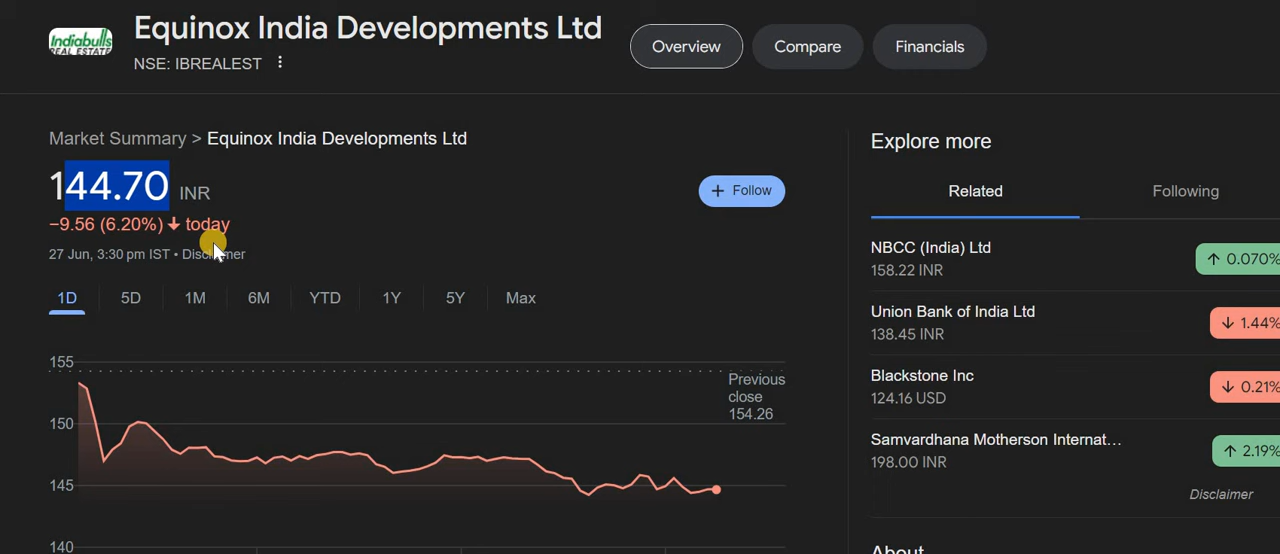 Indiabulls
REAL ESTATE
Equinox India Developments Ltd
NSE: IBREALEST
Overview
Compare
Financials
Market Summary > Equinox India Developments Ltd
144.70 INR
−9.56 (6.20%) ↓ today
27 Jun, 3:30 pm IST • Disclaimer
+ Follow
1D 5D 1M 6M YTD 1Y 5Y Max
155
150
145
140
Previous
close
154.26
Explore more
Related
Following
NBCC (India) Ltd
158.22 INR
↑ 0.070%
Union Bank of India Ltd
138.45 INR
↓ 1.44%
Blackstone Inc
124.16 USD
↓ 0.21%
Samvardhana Motherson Internat...
198.00 INR
↑ 2.19%
Disclaimer
About